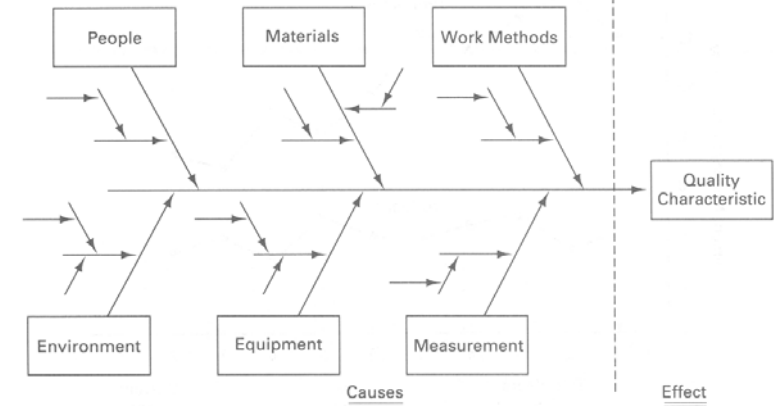 People
Materials
Work Methods
Quality
Characteristic
Environment
Equipment
Measurement
Causes
Effect